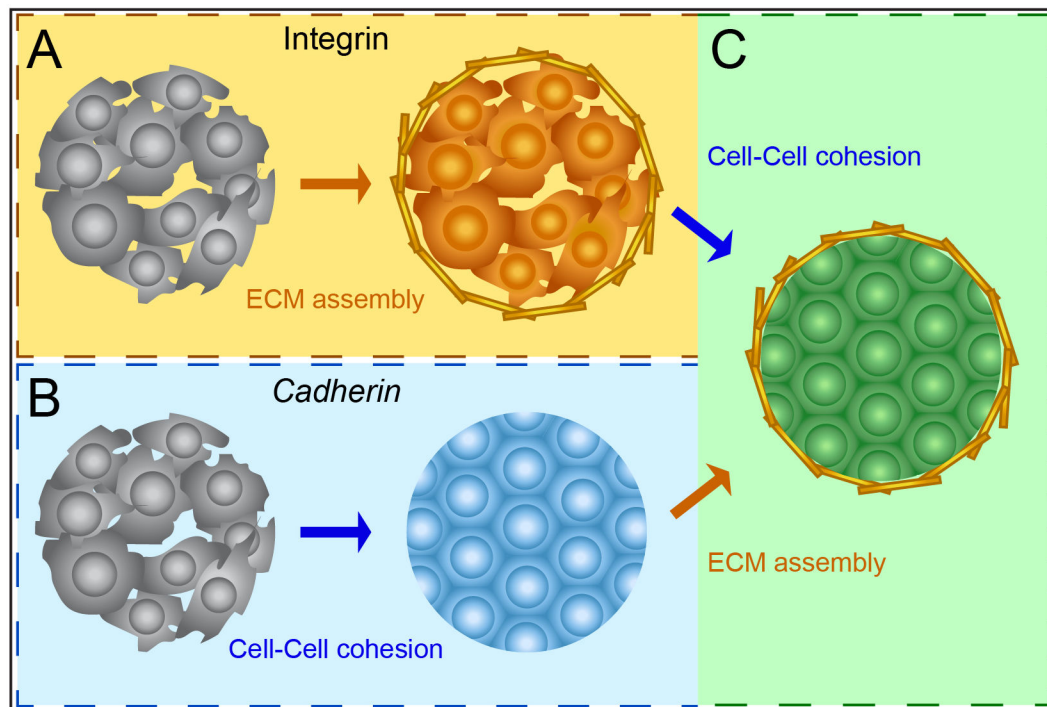 A
Integrin
ECM assembly
B
Cadherin
Cell-Cell cohesion
C
Cell-Cell cohesion
ECM assembly